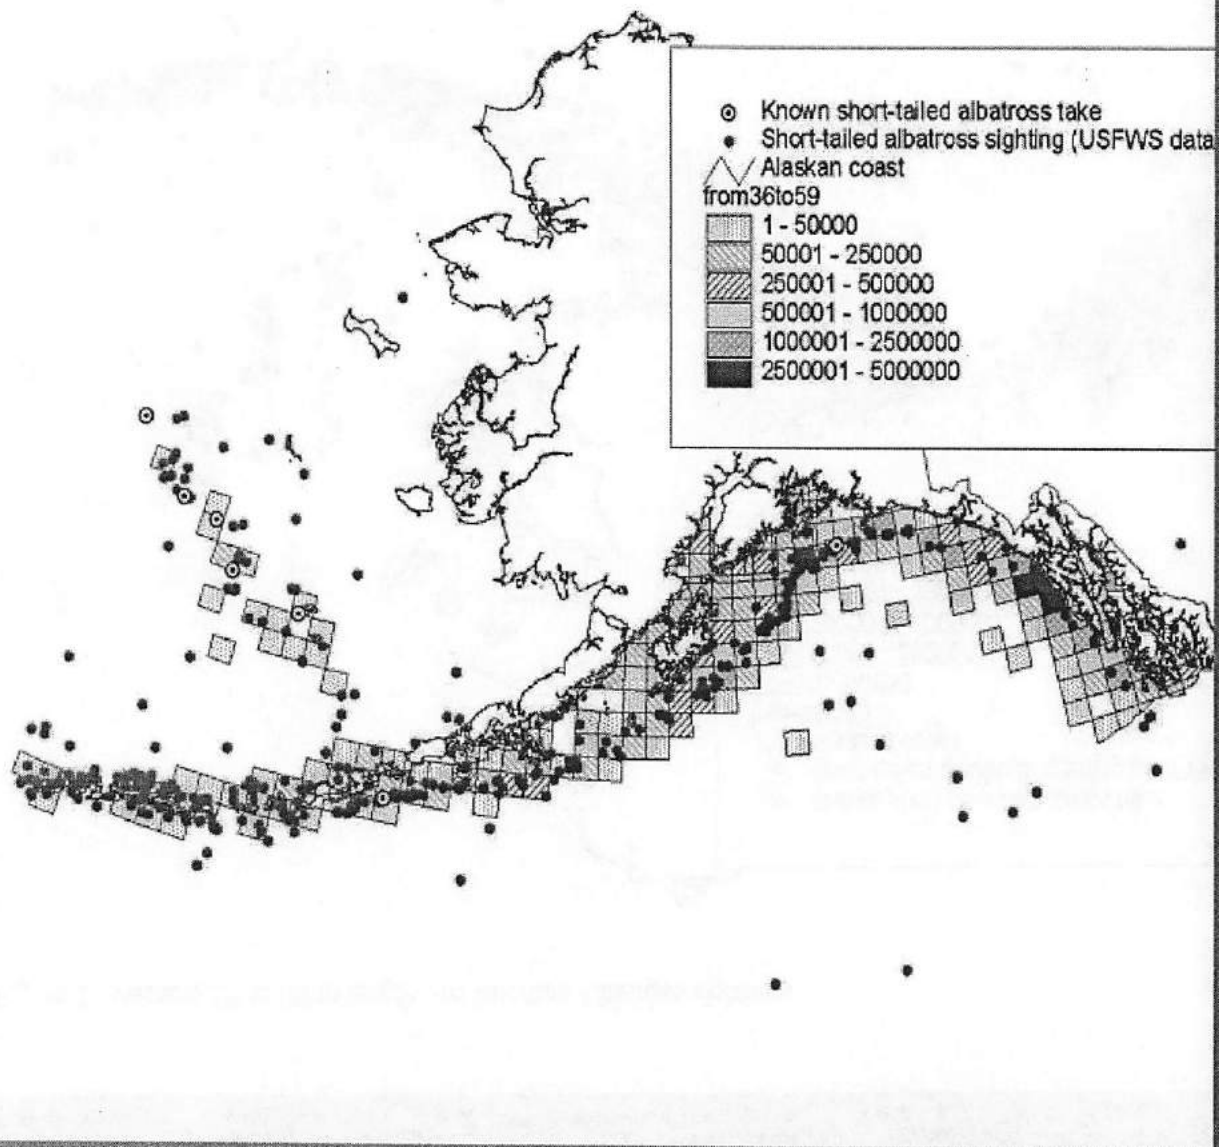 Known short-tailed albatross take
Short-tailed albatross sighting (USFWS data
Alaskan coast
from36to59
1 - 50000
50001 - 250000
250001 - 500000
500001 - 1000000
1000001 - 2500000
2500001 - 5000000